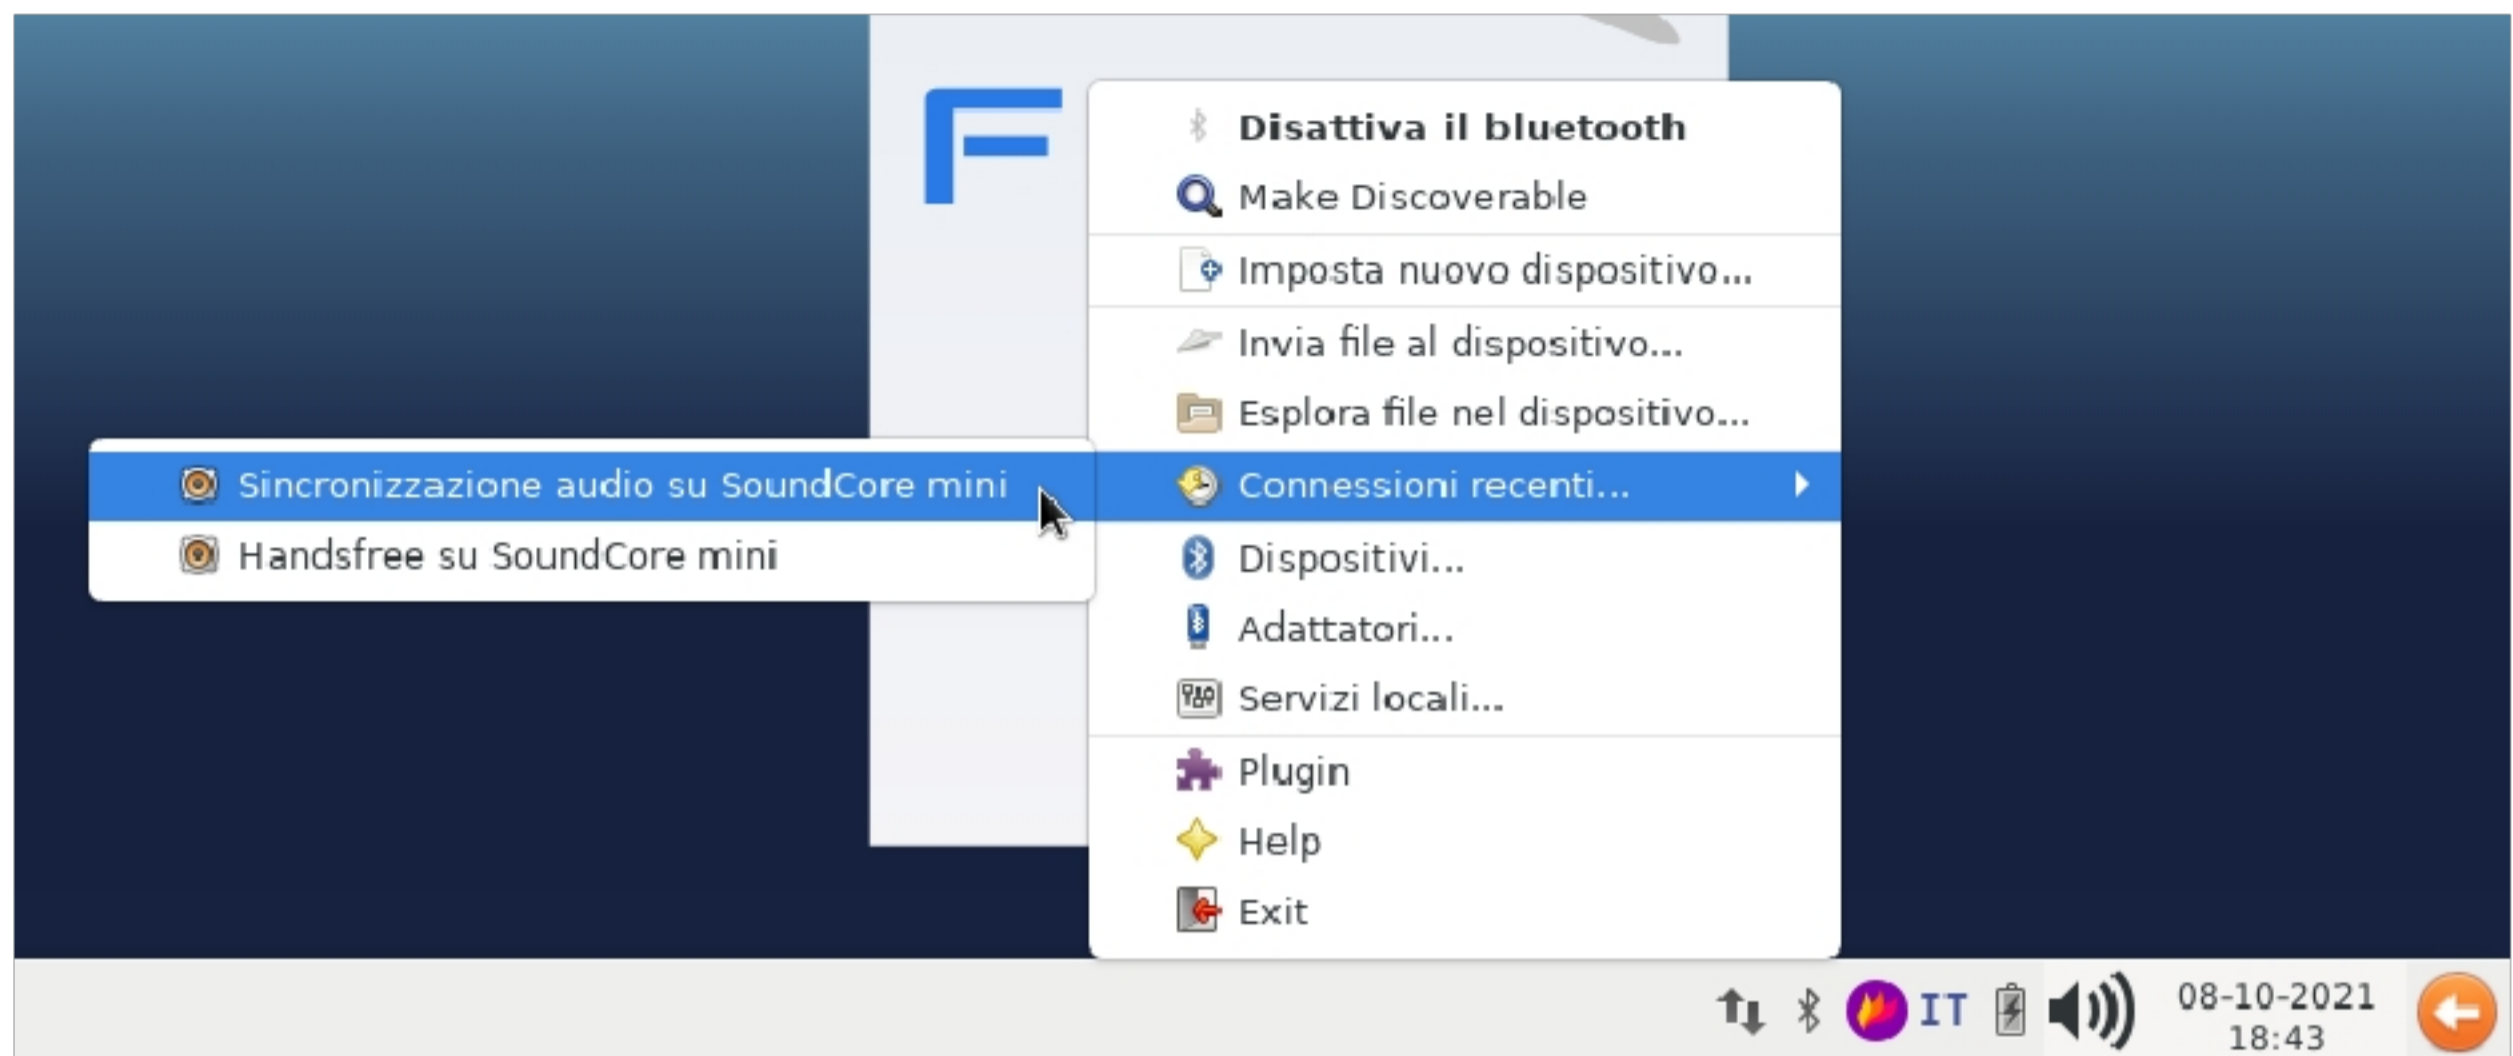 F
Disattiva il bluetooth
Make Discoverable
Imposta nuovo dispositivo...
Invia file al dispositivo...
Esplora file nel dispositivo...
Connessioni recenti...
Sincronizzazione audio su SoundCore mini
Handsfree su SoundCore mini
Dispositivi...
Adattatori...
Servizi locali...
Plugin
Help
Exit
IT
08-10-2021
18:43